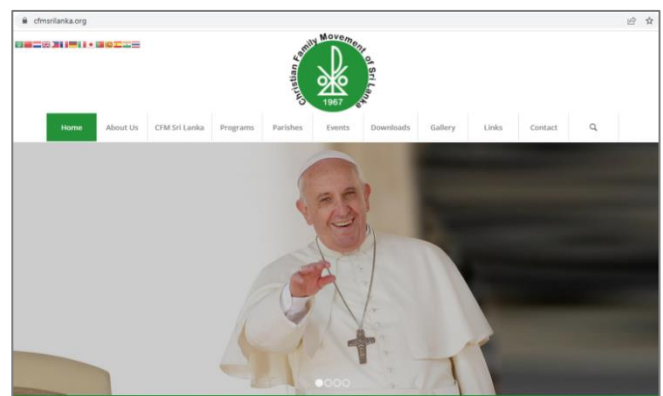 cfmsrilanka.org
Christian Family Movement of Sri Lanka
1967
Home About Us CFM Sri Lanka Programs Parishes Events Downloads Gallery Links Contact